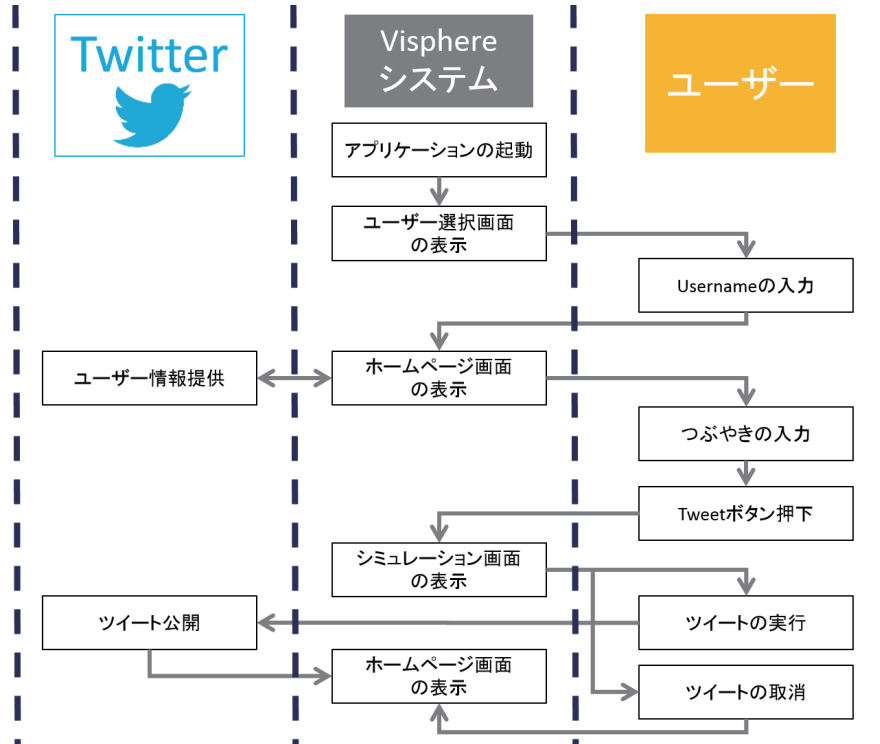 Twitter
Visphere
システム
ユーザー
アプリケーションの起動
ユーザー選択画面
の表示
Usernameの入力
ユーザー情報提供
ホームページ画面
の表示
つぶやきの入力
Tweetボタン押下
シミュレーション画面
の表示
ツイート公開
ツイートの実行
ホームページ画面
の表示
ツイートの取消